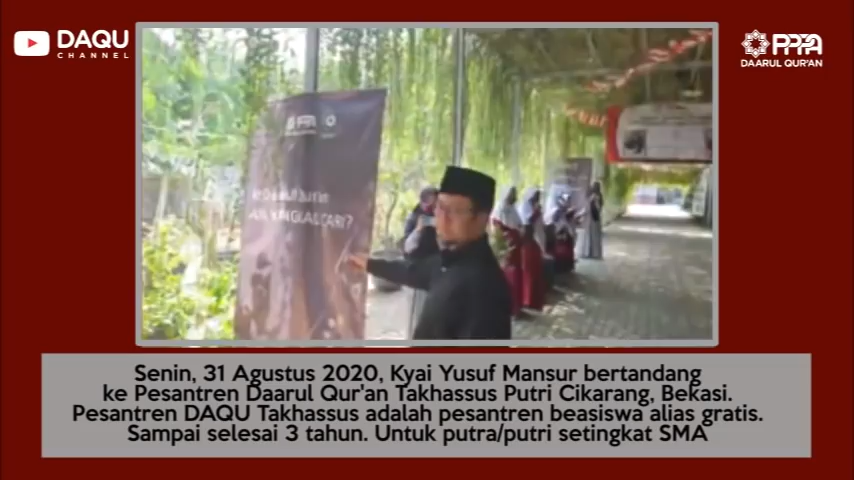 DAQU
CHANNEL
PPPA
DAARUL QUR'AN
Senin, 31 Agustus 2020, Kyai Yusuf Mansur bertandang
ke Pesantren Daarul Qur'an Takhassus Putri Cikarang, Bekasi.
Pesantren DAQU Takhassus adalah pesantren beasiswa alias gratis.
Sampai selesai 3 tahun. Untuk putra/putri setingkat SMA